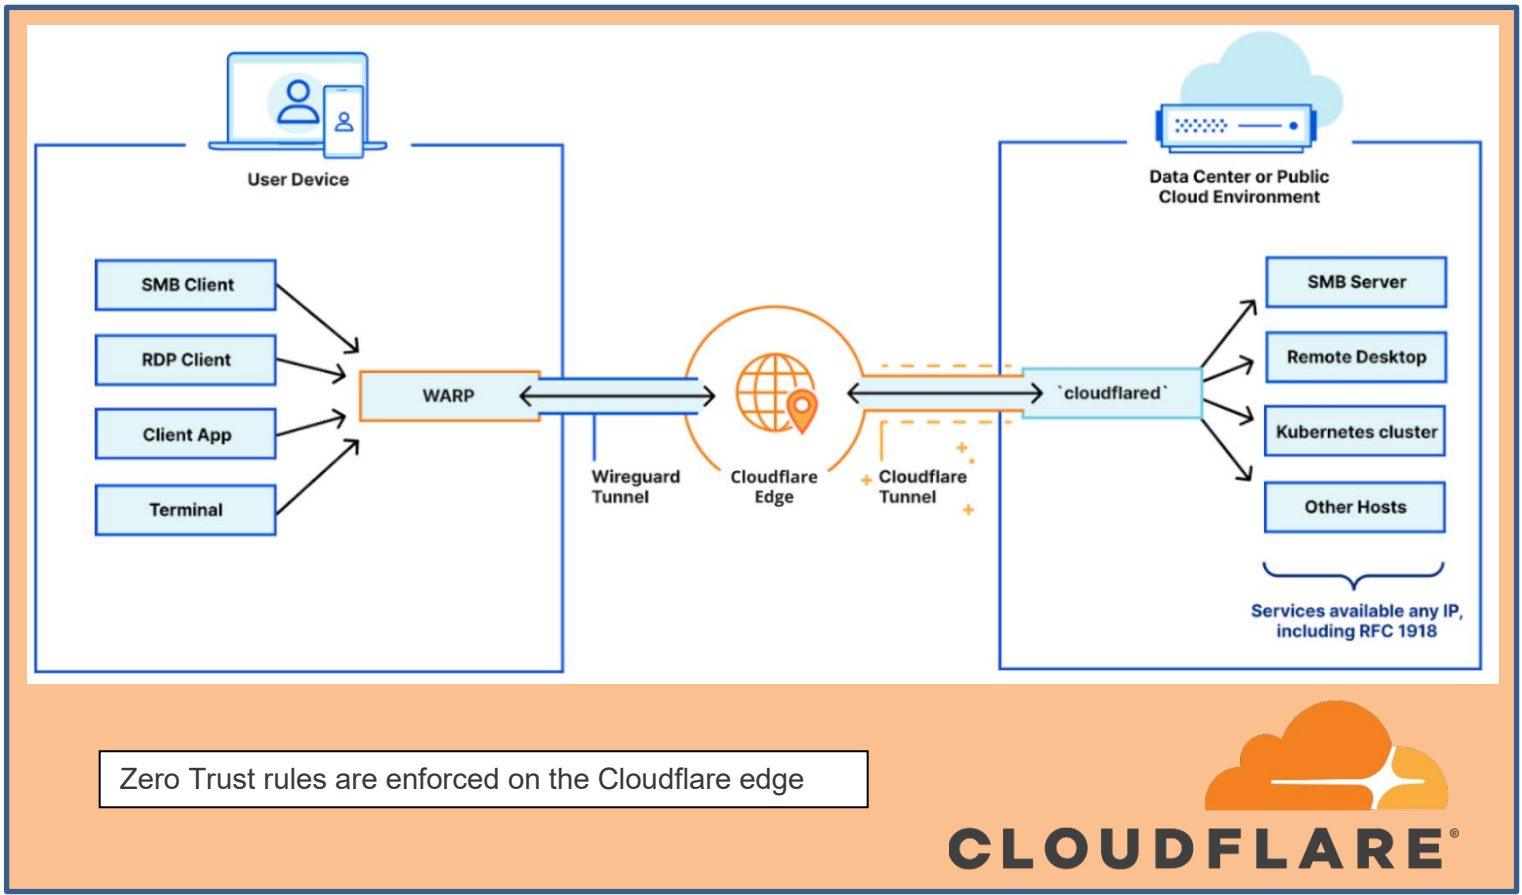 User Device
Data Center or Public
Cloud Environment
SMB Client
RDP Client
Client App
Terminal
WARP
Wireguard
Tunnel
Cloudflare
Edge
Cloudflare
Tunnel
`cloudflared`
SMB Server
Remote Desktop
Kubernetes cluster
Other Hosts
Services available any IP,
including RFC 1918
Zero Trust rules are enforced on the Cloudflare edge
CLOUDFLARE®